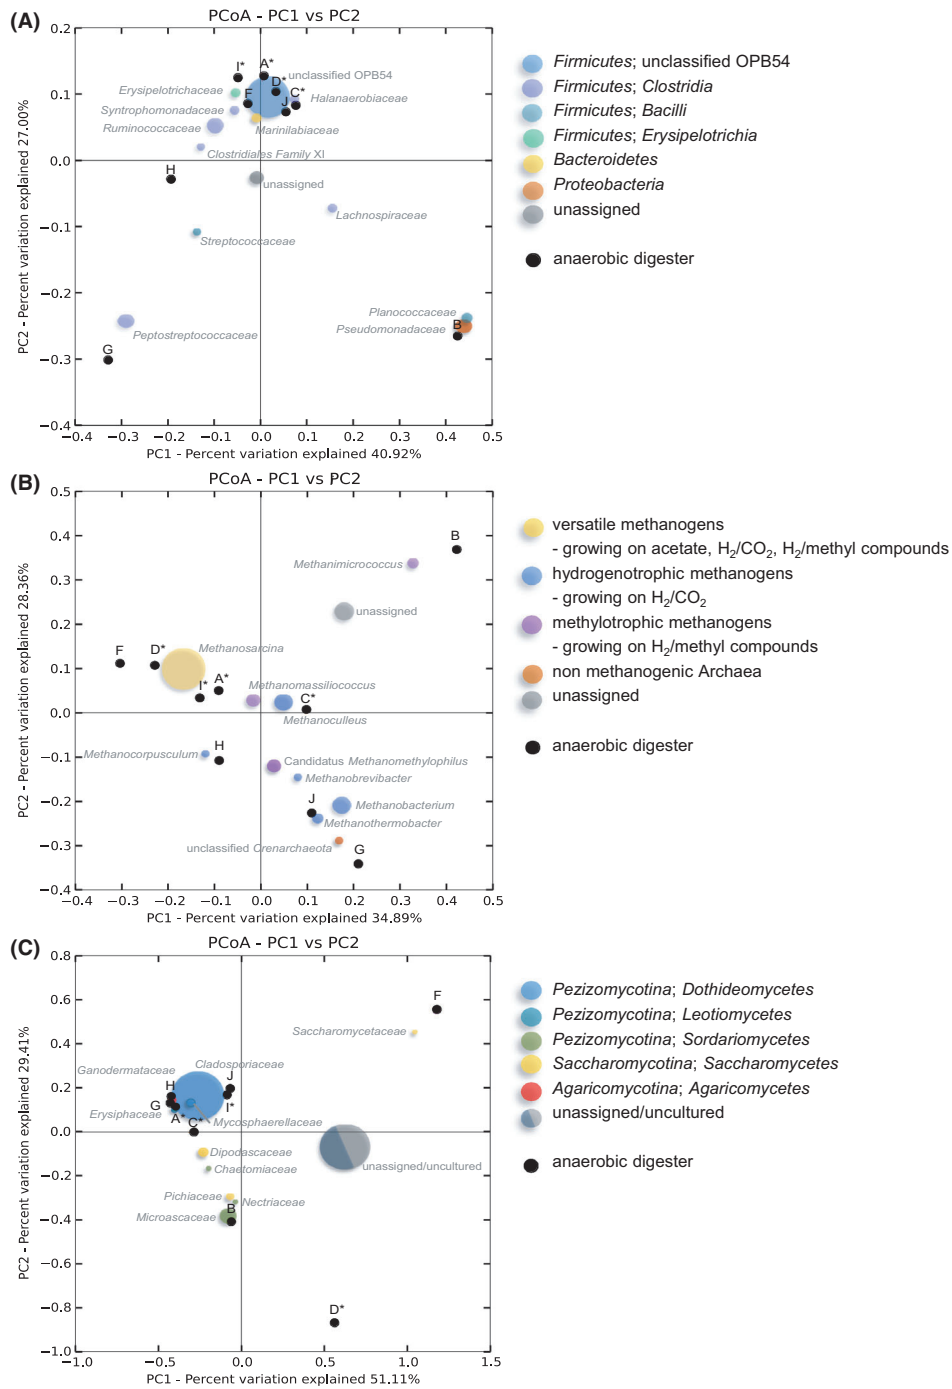 (A)
PCoA - PC1 vs PC2
PC2 - Percent variation explained 27.00%
0.2
0.1
0.0
−0.1
−0.2
−0.3
−0.4
I*
A*
unclassified OPB54
Erysipelotrichaceae
D*
F
C*
Halanaerobiaceae
J
Syntrophomonadaceae
Ruminococcaceae
Marinilabiaceae
Clostridiales Family XI
H
unassigned
Lachnospiraceae
Streptococcaceae
Planococcaceae
Pseudomonadaceae
B
Peptostreptococcaceae
G
−0.4 −0.3 −0.2 −0.1 0.0 0.1 0.2 0.3 0.4 0.5
PC1 - Percent variation explained 40.92%
Firmicutes; unclassified OPB54
Firmicutes; Clostridia
Firmicutes; Bacilli
Firmicutes; Erysipelotrichia
Bacteroidetes
Proteobacteria
unassigned
anaerobic digester
(B)
PCoA - PC1 vs PC2
PC2 - Percent variation explained 28.36%
0.5
0.4
0.3
0.2
0.1
0.0
−0.1
−0.2
−0.3
−0.4
B
Methanimicrococcus
unassigned
F
D*
Methanosarcina
I*
A*
Methanomassiliococcus
C*
Methanoculleus
Methanocorpusculum
H
Candidatus Methanomethylophilus
Methanobrevibacter
J
Methanobacterium
Methanothermobacter
unclassified Crenarchaeota
G
−0.4 −0.3 −0.2 −0.1 0.0 0.1 0.2 0.3 0.4 0.5
PC1 - Percent variation explained 34.89%
versatile methanogens
- growing on acetate, H2/CO2, H2/methyl compounds
hydrogenotrophic methanogens
- growing on H2/CO2
methylotrophic methanogens
- growing on H2/methyl compounds
non methanogenic Archaea
unassigned
anaerobic digester
(C)
PCoA - PC1 vs PC2
PC2 - Percent variation explained 29.41%
0.8
0.6
0.4
0.2
0.0
−0.2
−0.4
−0.6
−0.8
−1.0
F
Saccharomycetaceae
Cladosporiaceae
Ganodermataceae
H
J
G
I*
Erysiphaceae
A*
C*
Mycosphaerellaceae
Dipodascaceae
unassigned/uncultured
Chaetomiaceae
Pichiaceae
Nectriaceae
Microascaceae
B
D*
−1.0 −0.5 0.0 0.5 1.0 1.5
PC1 - Percent variation explained 51.11%
Pezizomycotina; Dothideomycetes
Pezizomycotina; Leotiomycetes
Pezizomycotina; Sordariomycetes
Saccharomycotina; Saccharomycetes
Agaricomycotina; Agaricomycetes
unassigned/uncultured
anaerobic digester